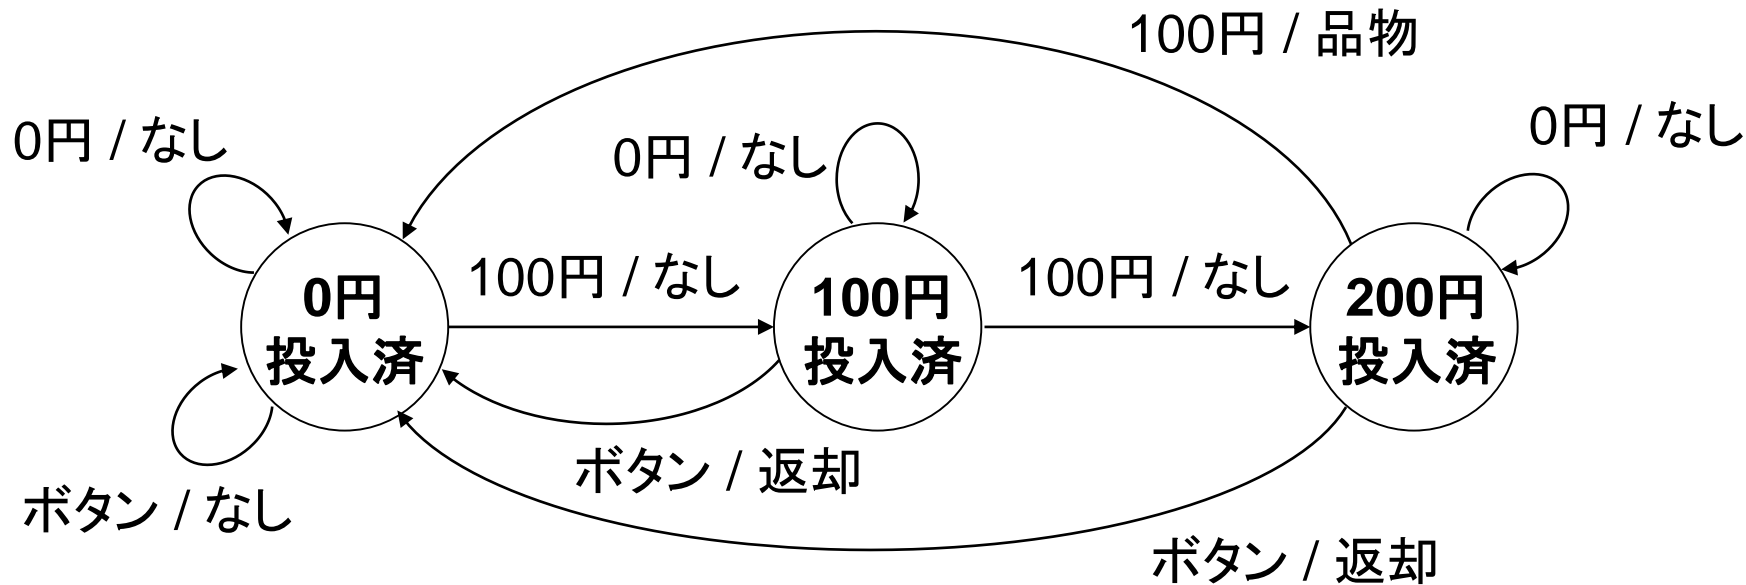 100円 / 品物
0円 / なし
0円 / なし
0円 / なし
100円 / なし
100円 / なし
0円
投入済
100円
投入済
200円
投入済
ボタン / 返却
ボタン / なし
ボタン / 返却